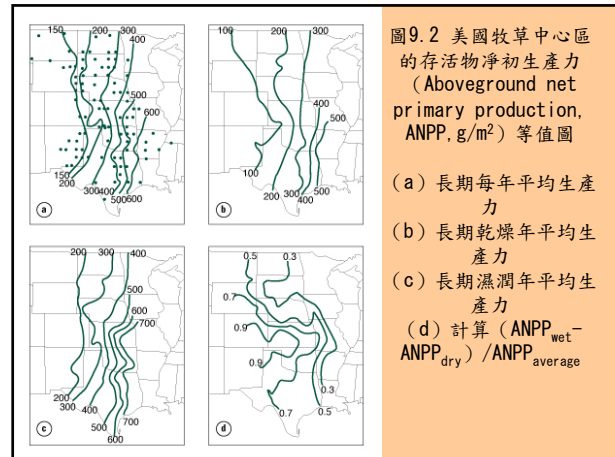 150 200 300 400
500
600
150
200
300
400
500
600
a
100 200 300
400
500
100
200
300
400
500
b
200 300 400
500
600
700
200
300
400
500
600
700
c
0.5 0.3
0.7
0.9
0.9
0.3
0.5
0.7
d
圖9.2 美國牧草中心區
的存活物凈初生產力
（Aboveground net
primary production,
ANPP,g/m²）等值圖
（a）長期每年平均生產
力
（b）長期乾燥年平均生
產力
（c）長期濕潤年平均生
產力
（d）計算（ANPPwet−
ANPPdry）/ANPPaverage